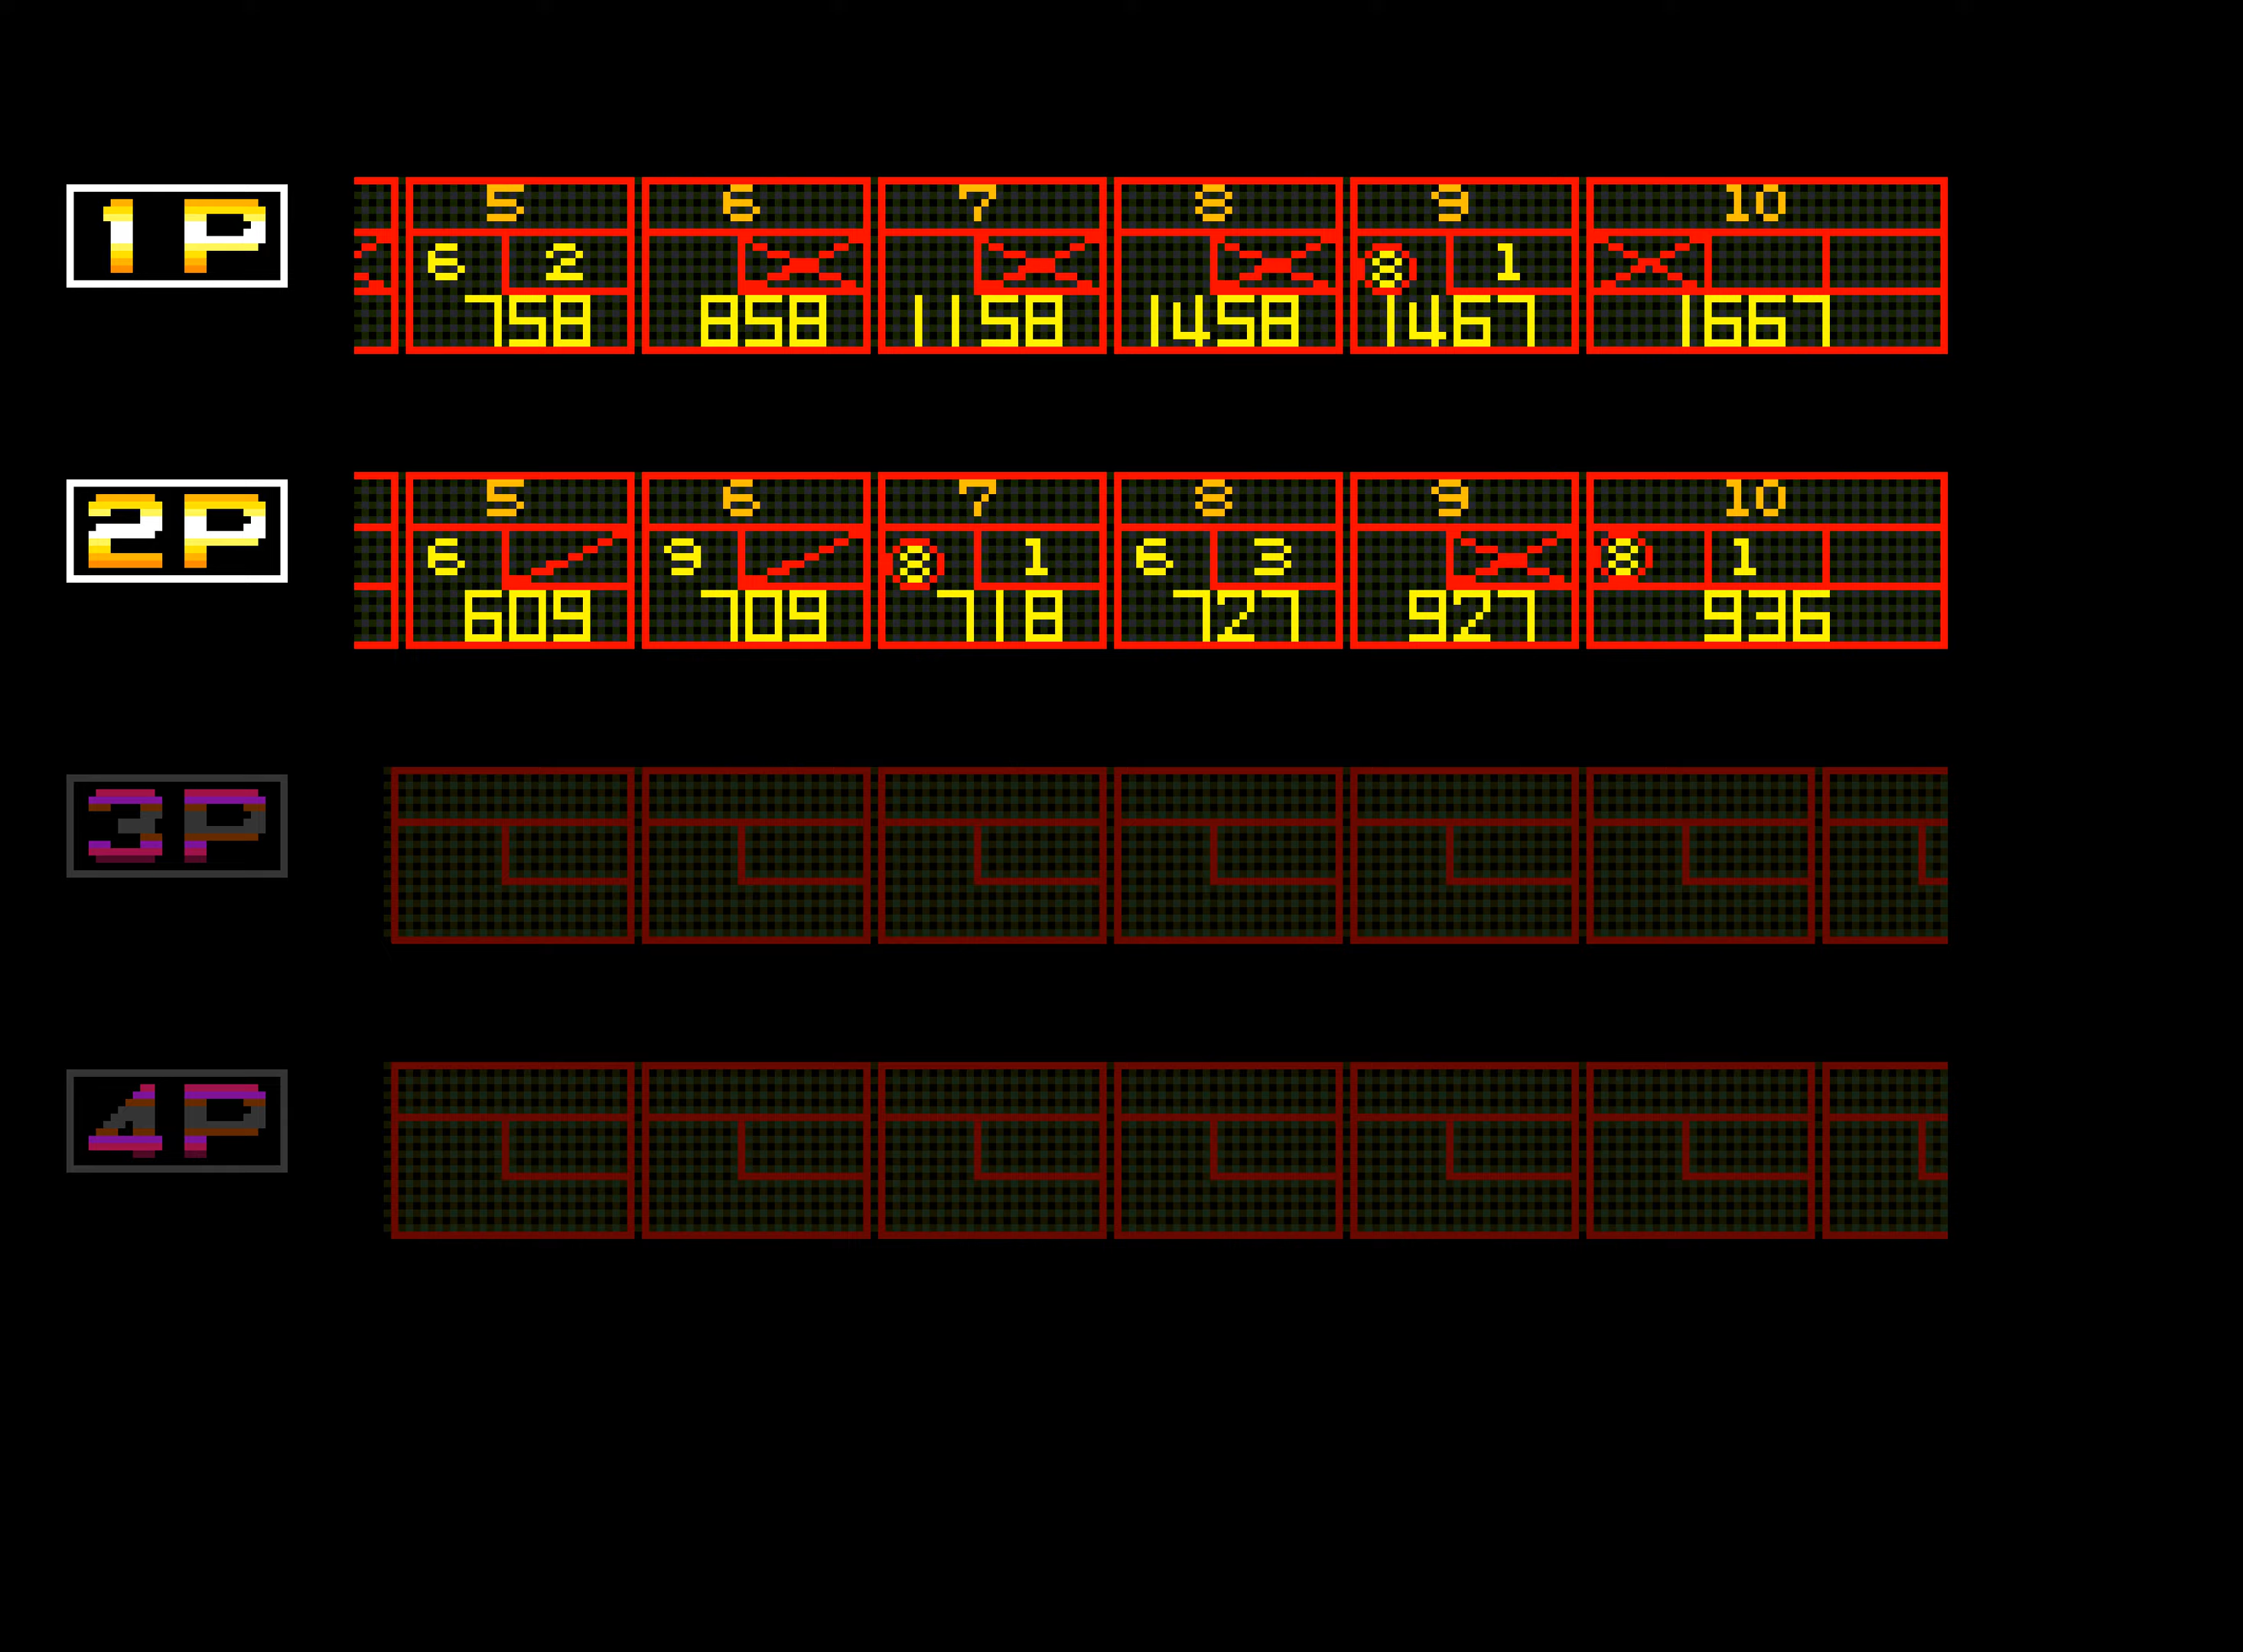 1P
5 6 7 8 9 10
6 2 X X X 8 1 X
758 858 1158 1458 1467 1667
2P
5 6 7 8 9 10
6 / 9 / 8 1 6 3 X 8 1
609 709 718 727 927 936
3P
4P